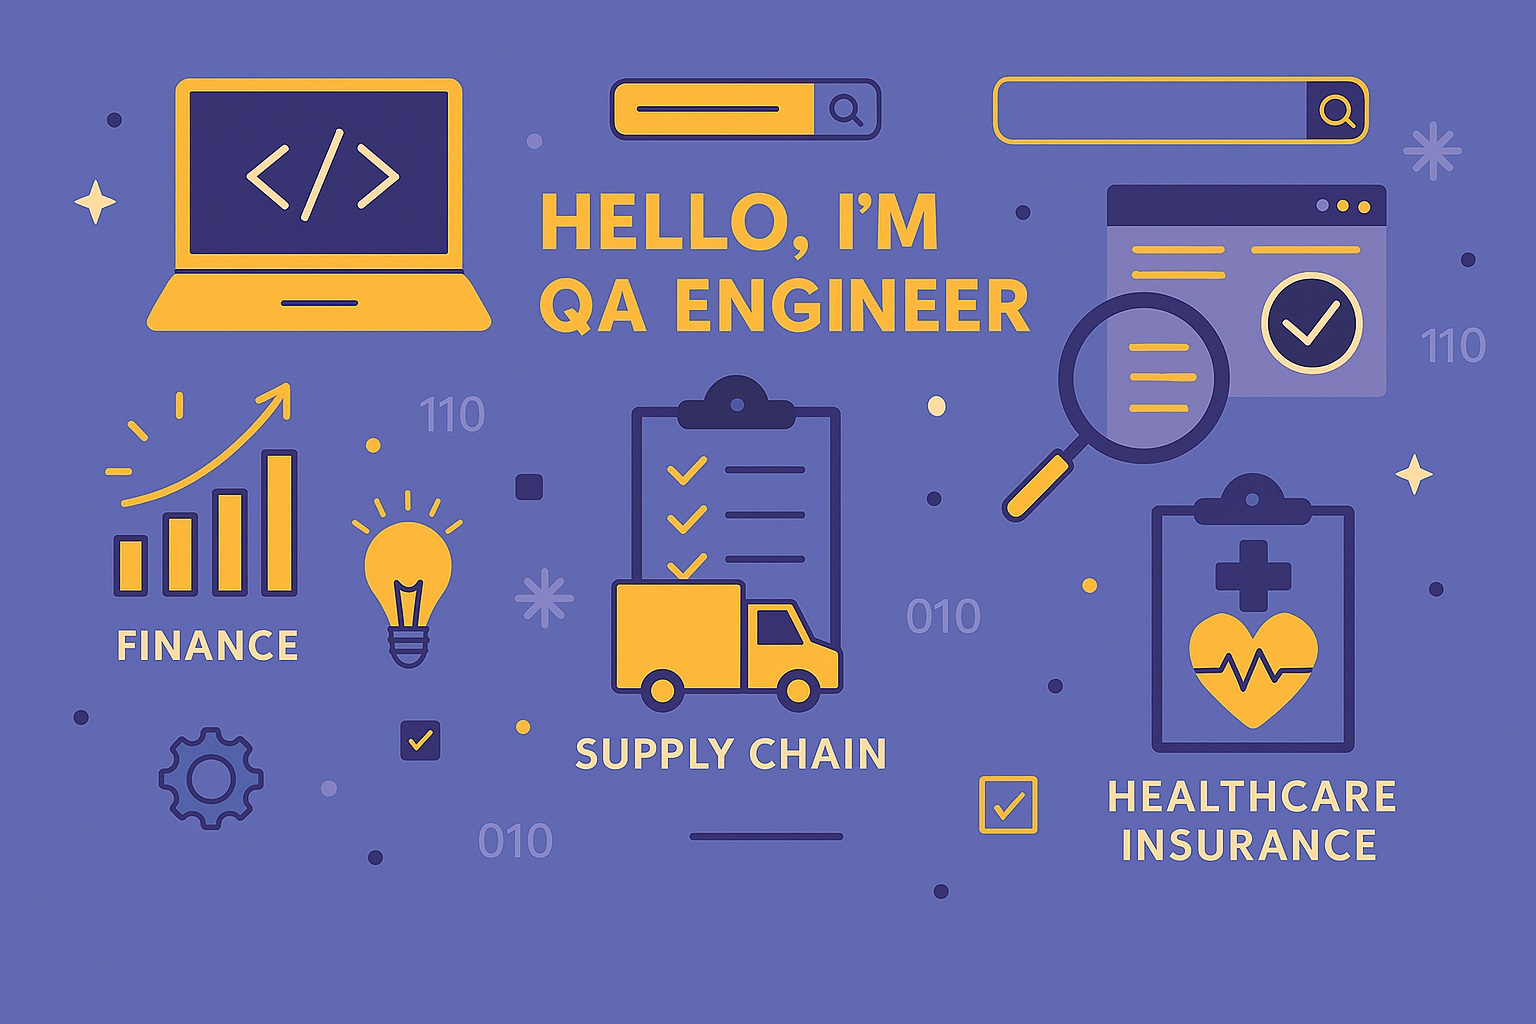 </>
HELLO, I'M
QA ENGINEER
110
110
FINANCE
010
SUPPLY CHAIN
HEALTHCARE
INSURANCE
010